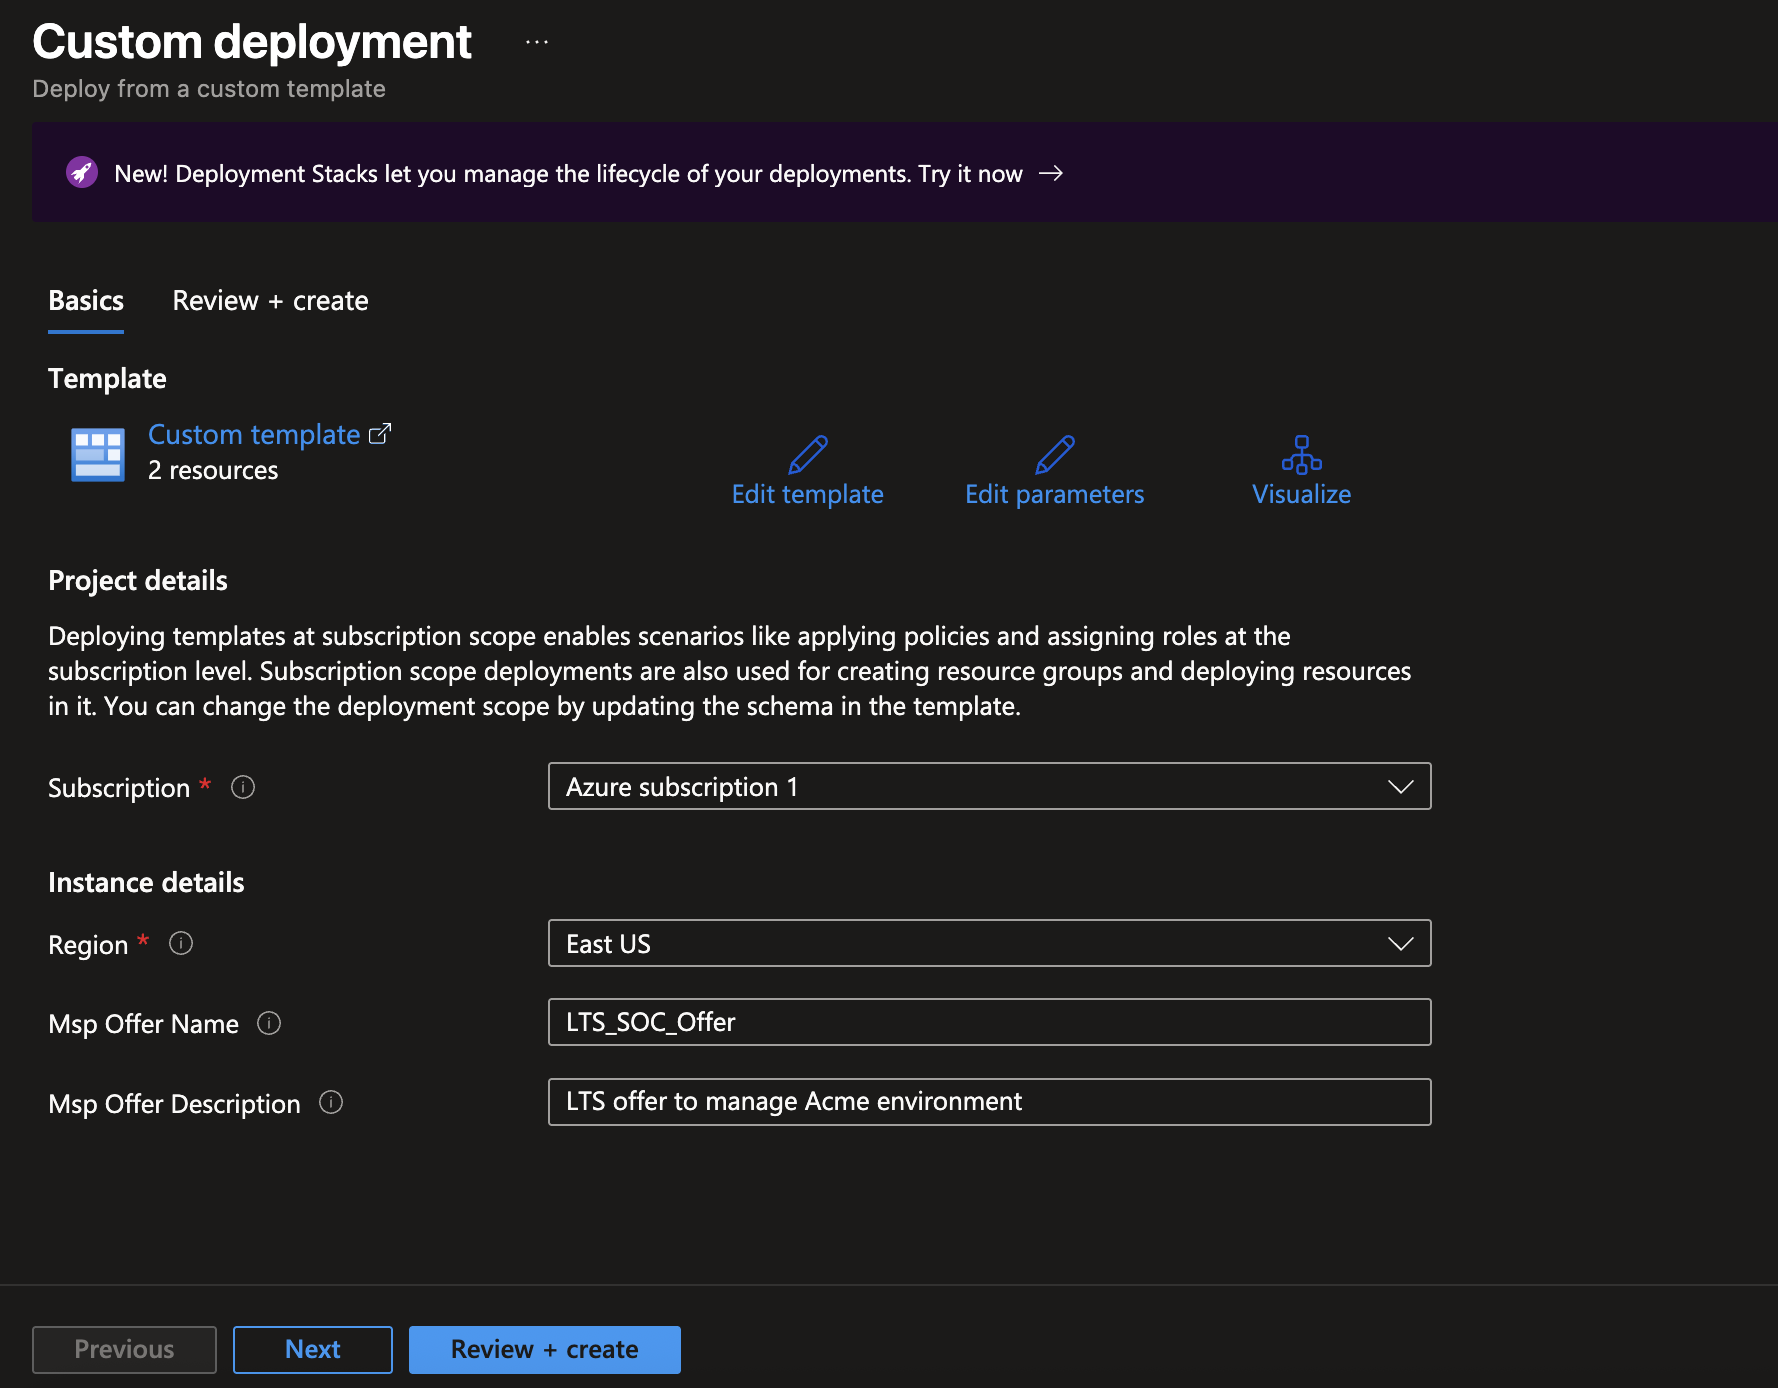 Custom deployment ...
Deploy from a custom template
New! Deployment Stacks let you manage the lifecycle of your deployments. Try it now →
Basics Review + create
Template
Custom template
2 resources
Edit template Edit parameters Visualize
Project details
Deploying templates at subscription scope enables scenarios like applying policies and assigning roles at the
subscription level. Subscription scope deployments are also used for creating resource groups and deploying resources
in it. You can change the deployment scope by updating the schema in the template.
Subscription * Azure subscription 1
Instance details
Region * East US
Msp Offer Name LTS_SOC_Offer
Msp Offer Description LTS offer to manage Acme environment
Previous Next Review + create